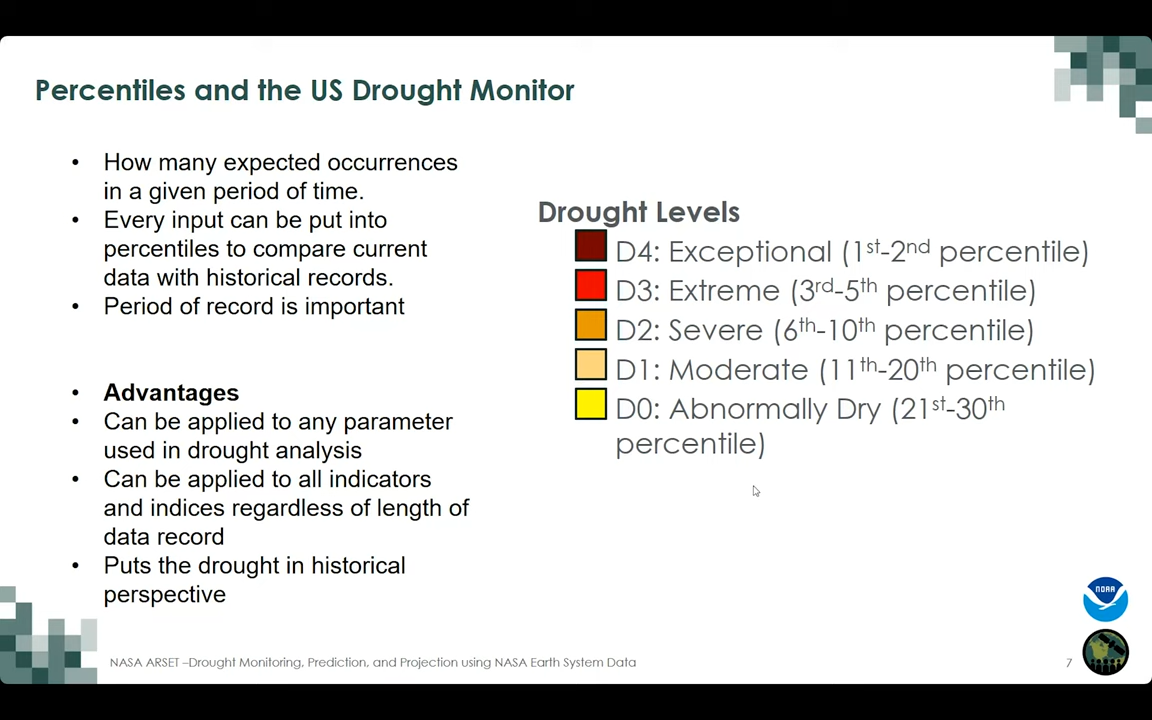 Percentiles and the US Drought Monitor
• How many expected occurrences
in a given period of time.
• Every input can be put into
percentiles to compare current
data with historical records.
• Period of record is important
• Advantages
• Can be applied to any parameter
used in drought analysis
• Can be applied to all indicators
and indices regardless of length of
data record
• Puts the drought in historical
perspective
Drought Levels
D4: Exceptional (1st-2nd percentile)
D3: Extreme (3rd-5th percentile)
D2: Severe (6th-10th percentile)
D1: Moderate (11th-20th percentile)
D0: Abnormally Dry (21st-30th
percentile)
NOAA
NASA ARSET –Drought Monitoring, Prediction, and Projection using NASA Earth System Data
7